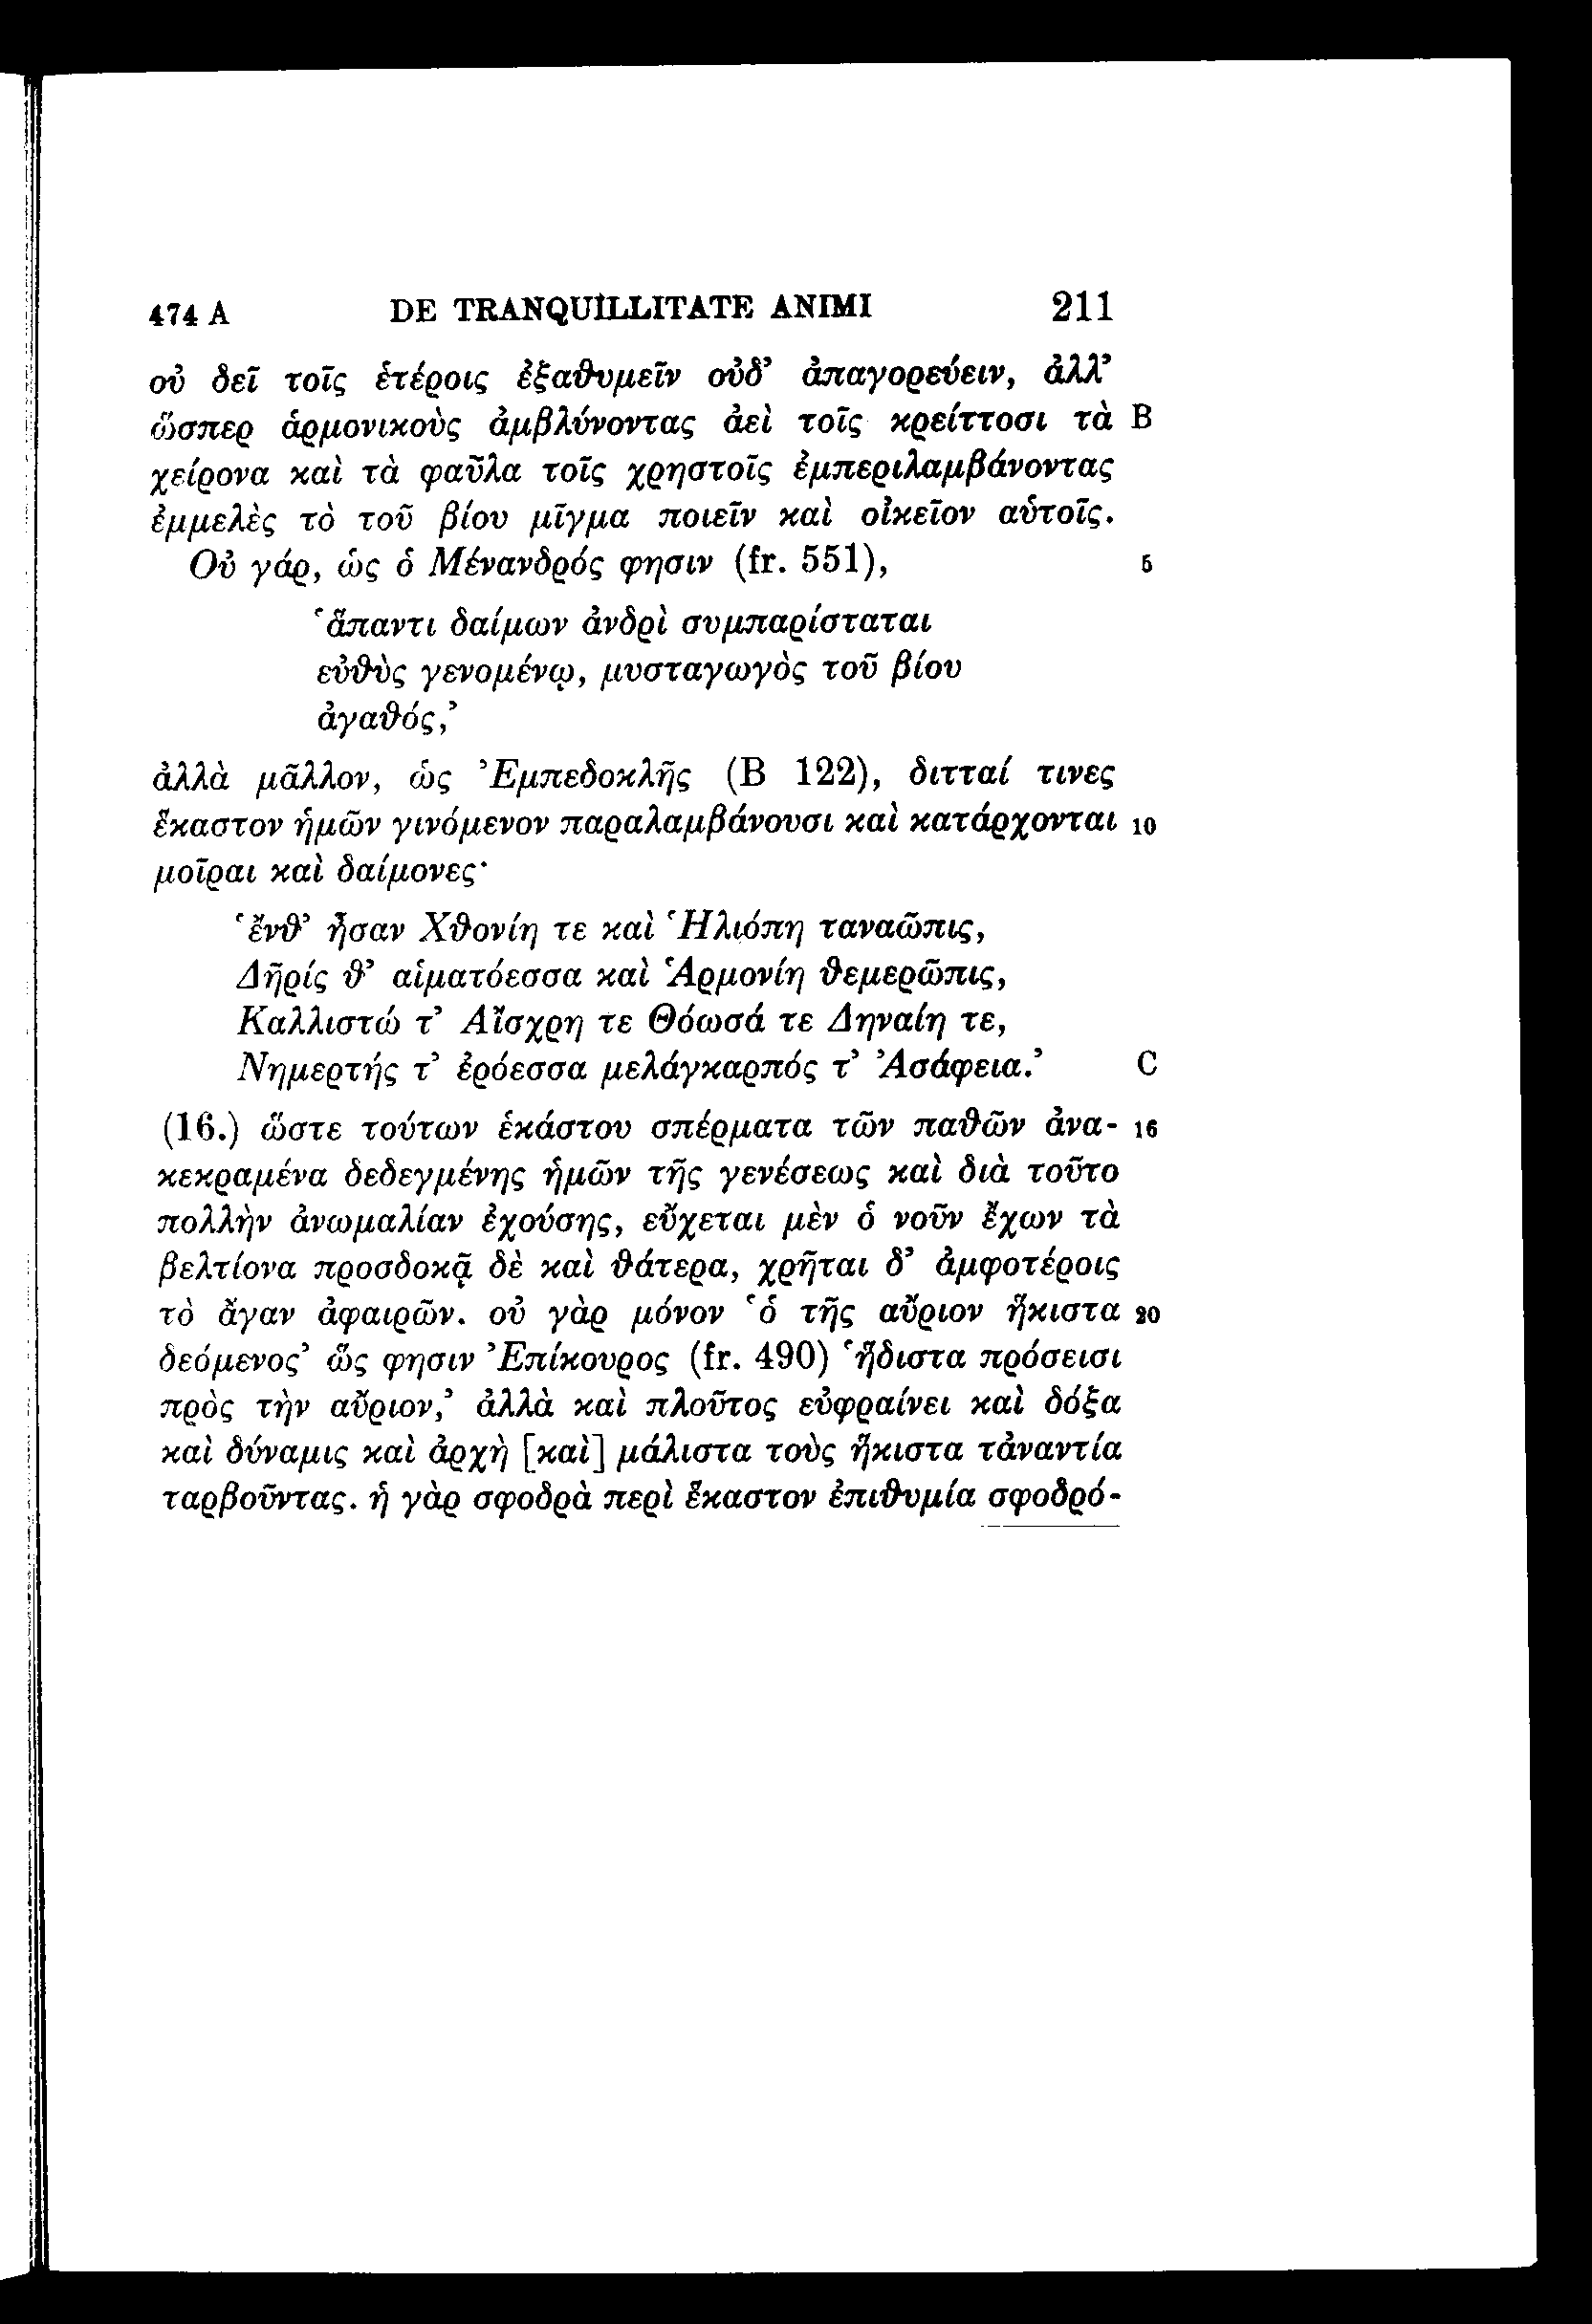 474 A DE TRANQUILLITATE ANIMI 211
οὐ δεῖ τοῖς ἑτέροις ἐξαθυμεῖν οὐδ’ ἀπαγορεύειν, ἀλλ’
ὥσπερ ἁρμονικοὺς ἀμβλύνοντας ἀεὶ τοῖς κρείττοσι τὰ B
χείρονα καὶ τὰ φαῦλα τοῖς χρηστοῖς ἐμπεριλαμβάνοντας
ἐμμελὲς τὸ τοῦ βίου μῖγμα ποιεῖν καὶ οἰκεῖον αὑτοῖς.
Οὐ γάρ, ὡς ὁ Μένανδρός φησιν (fr. 551), 5
‘ἅπαντι δαίμων ἀνδρὶ συμπαρίσταται
εὐθὺς γενομένῳ, μυσταγωγὸς τοῦ βίου
ἀγαθός,’
ἀλλὰ μᾶλλον, ὡς Ἐμπεδοκλῆς (B 122), διτταί τινες
ἕκαστον ἡμῶν γινόμενον παραλαμβάνουσι καὶ κατάρχονται 10
μοῖραι καὶ δαίμονες·
‘ἔνθ’ ἦσαν Χθονίη τε καὶ Ἡλιόπη ταναῶπις,
Δῆρίς θ’ αἱματόεσσα καὶ Ἁρμονίη θεμερῶπις,
Καλλιστώ τ’ Αἴσχρη τε Θόωσά τε Δηναίη τε,
Νημερτής τ’ ἐρόεσσα μελάγκαρπός τ’ Ἀσάφεια.’ C
(16.) ὥστε τούτων ἑκάστου σπέρματα τῶν παθῶν ἀνα- 16
κεκραμένα δεδεγμένης ἡμῶν τῆς γενέσεως καὶ διὰ τοῦτο
πολλὴν ἀνωμαλίαν ἐχούσης, εὔχεται μὲν ὁ νοῦν ἔχων τὰ
βελτίονα προσδοκᾷ δὲ καὶ θάτερα, χρῆται δ’ ἀμφοτέροις
τὸ ἄγαν ἀφαιρῶν. οὐ γὰρ μόνον ‘ὁ τῆς αὔριον ἥκιστα 20
δεόμενος’ ὥς φησιν Ἐπίκουρος (fr. 490) ‘ἥδιστα πρόσεισι
πρὸς τὴν αὔριον,’ ἀλλὰ καὶ πλοῦτος εὐφραίνει καὶ δόξα
καὶ δύναμις καὶ ἀρχὴ [καὶ] μάλιστα τοὺς ἥκιστα τἀναντία
ταρβοῦντας. ἡ γὰρ σφοδρὰ περὶ ἕκαστον ἐπιθυμία σφοδρό-